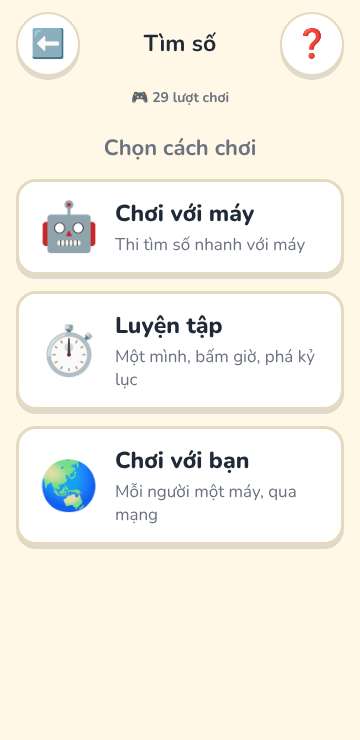 Tìm số
29 lượt chơi
Chọn cách chơi
Chơi với máy
Thi tìm số nhanh với máy
Luyện tập
Một mình, bấm giờ, phá kỷ
lục
Chơi với bạn
Mỗi người một máy, qua
mạng